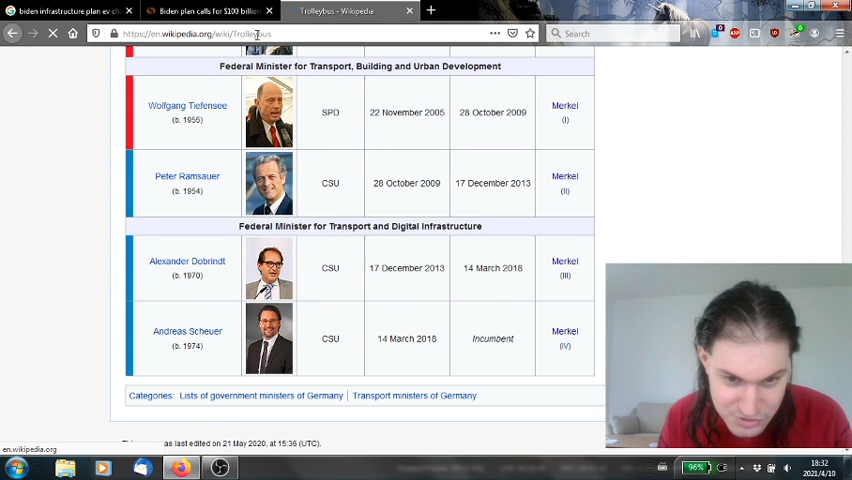 biden infrastructure plan ev ch
Biden plan calls for $100 billion
Trolleybus - Wikipedia
https://en.wikipedia.org/wiki/Trolleybus
Search
Federal Minister for Transport, Building and Urban Development
Wolfgang Tiefensee
(b. 1955)
SPD
22 November 2005
28 October 2009
Merkel
(I)
Peter Ramsauer
(b. 1954)
CSU
28 October 2009
17 December 2013
Merkel
(II)
Federal Minister for Transport and Digital Infrastructure
Alexander Dobrindt
(b. 1970)
CSU
17 December 2013
14 March 2018
Merkel
(III)
Andreas Scheuer
(b. 1974)
CSU
14 March 2018
Incumbent
Merkel
(IV)
Categories: Lists of government ministers of Germany | Transport ministers of Germany
as last edited on 21 May 2020, at 15:36 (UTC).
en.wikipedia.org
96%
18:32
2021/4/10